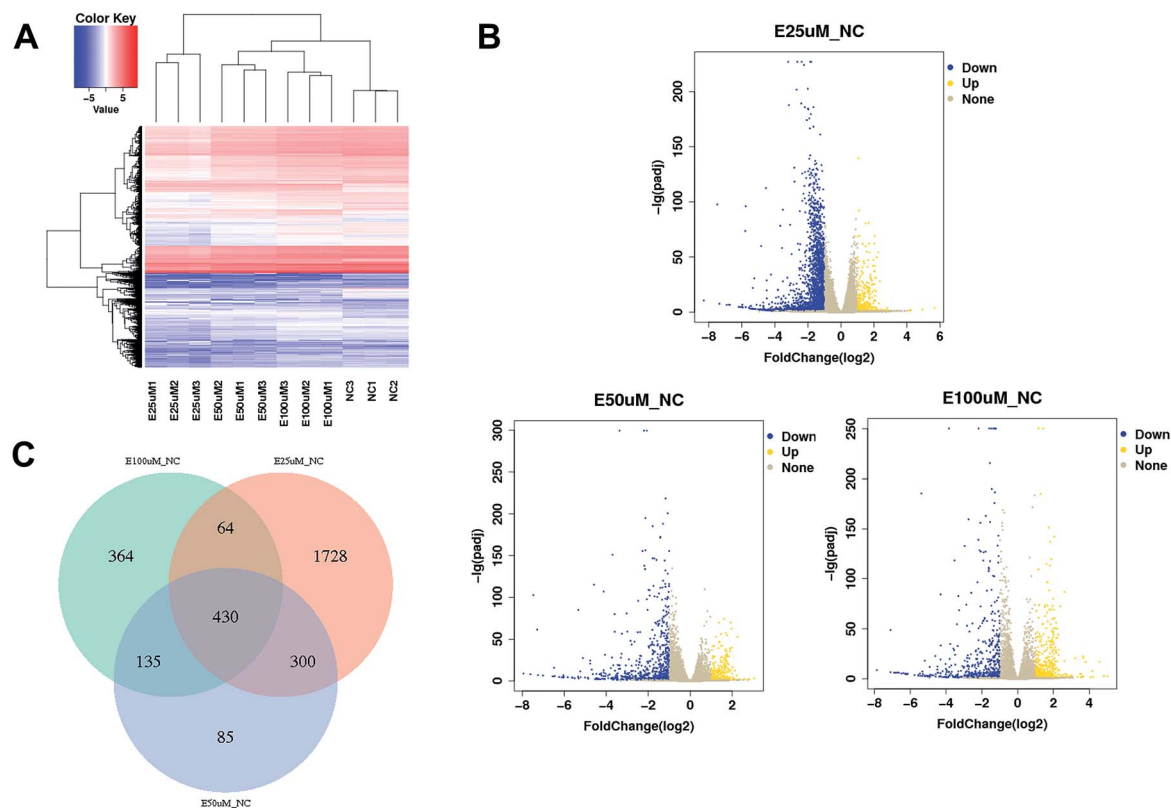 A
Color Key
−5 5
Value
E25uM1
E25uM2
E25uM3
E50uM2
E50uM1
E50uM3
E100uM3
E100uM2
E100uM1
NC3
NC1
NC2
B
E25uM_NC
Down
Up
None
−lg(padj)
200
150
100
50
0
−8 −6 −4 −2 0 2 4 6
FoldChange(log2)
E50uM_NC
Down
Up
None
−lg(padj)
300
250
200
150
100
50
0
−8 −6 −4 −2 0 2
FoldChange(log2)
E100uM_NC
Down
Up
None
−lg(padj)
250
200
150
100
50
0
−8 −6 −4 −2 0 2 4
FoldChange(log2)
C
E100uM_NC E25uM_NC
64
364 1728
430
135 300
85
E50uM_NC